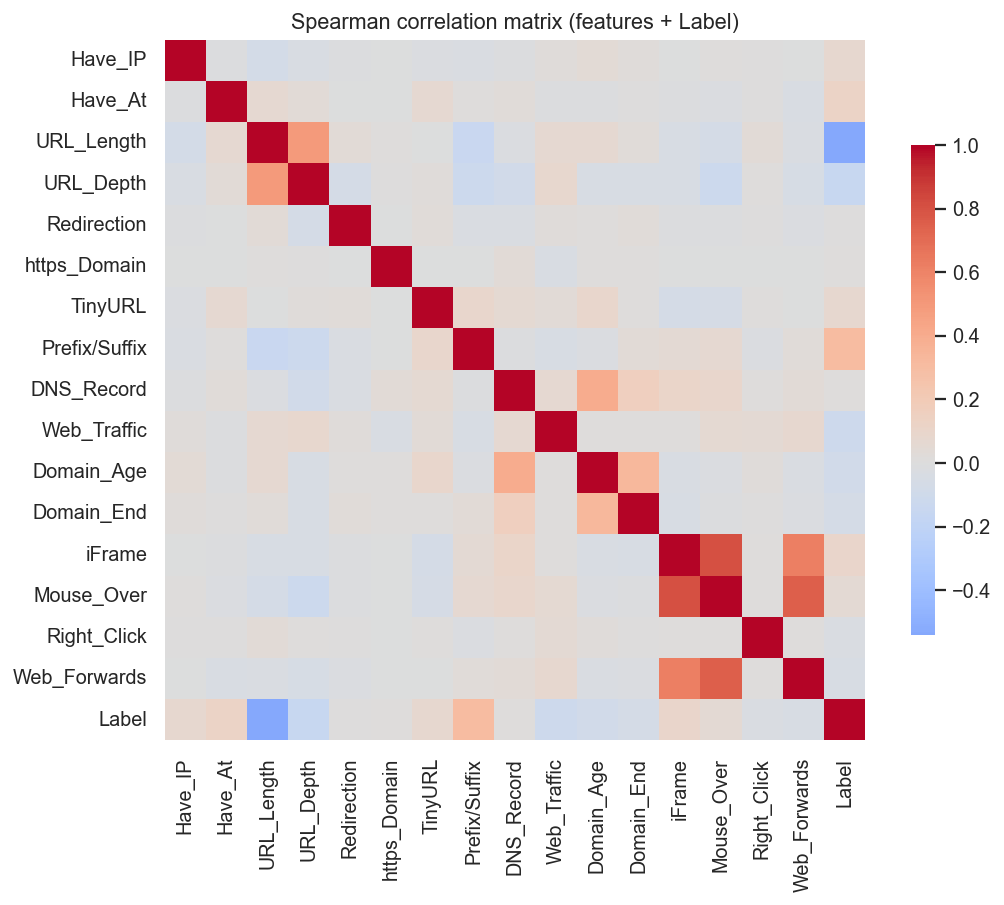 Spearman correlation matrix (features + Label)
Have_IP
Have_At
URL_Length
URL_Depth
Redirection
https_Domain
TinyURL
Prefix/Suffix
DNS_Record
Web_Traffic
Domain_Age
Domain_End
iFrame
Mouse_Over
Right_Click
Web_Forwards
Label
Have_IP
Have_At
URL_Length
URL_Depth
Redirection
https_Domain
TinyURL
Prefix/Suffix
DNS_Record
Web_Traffic
Domain_Age
Domain_End
iFrame
Mouse_Over
Right_Click
Web_Forwards
Label
1.0
0.8
0.6
0.4
0.2
0.0
−0.2
−0.4